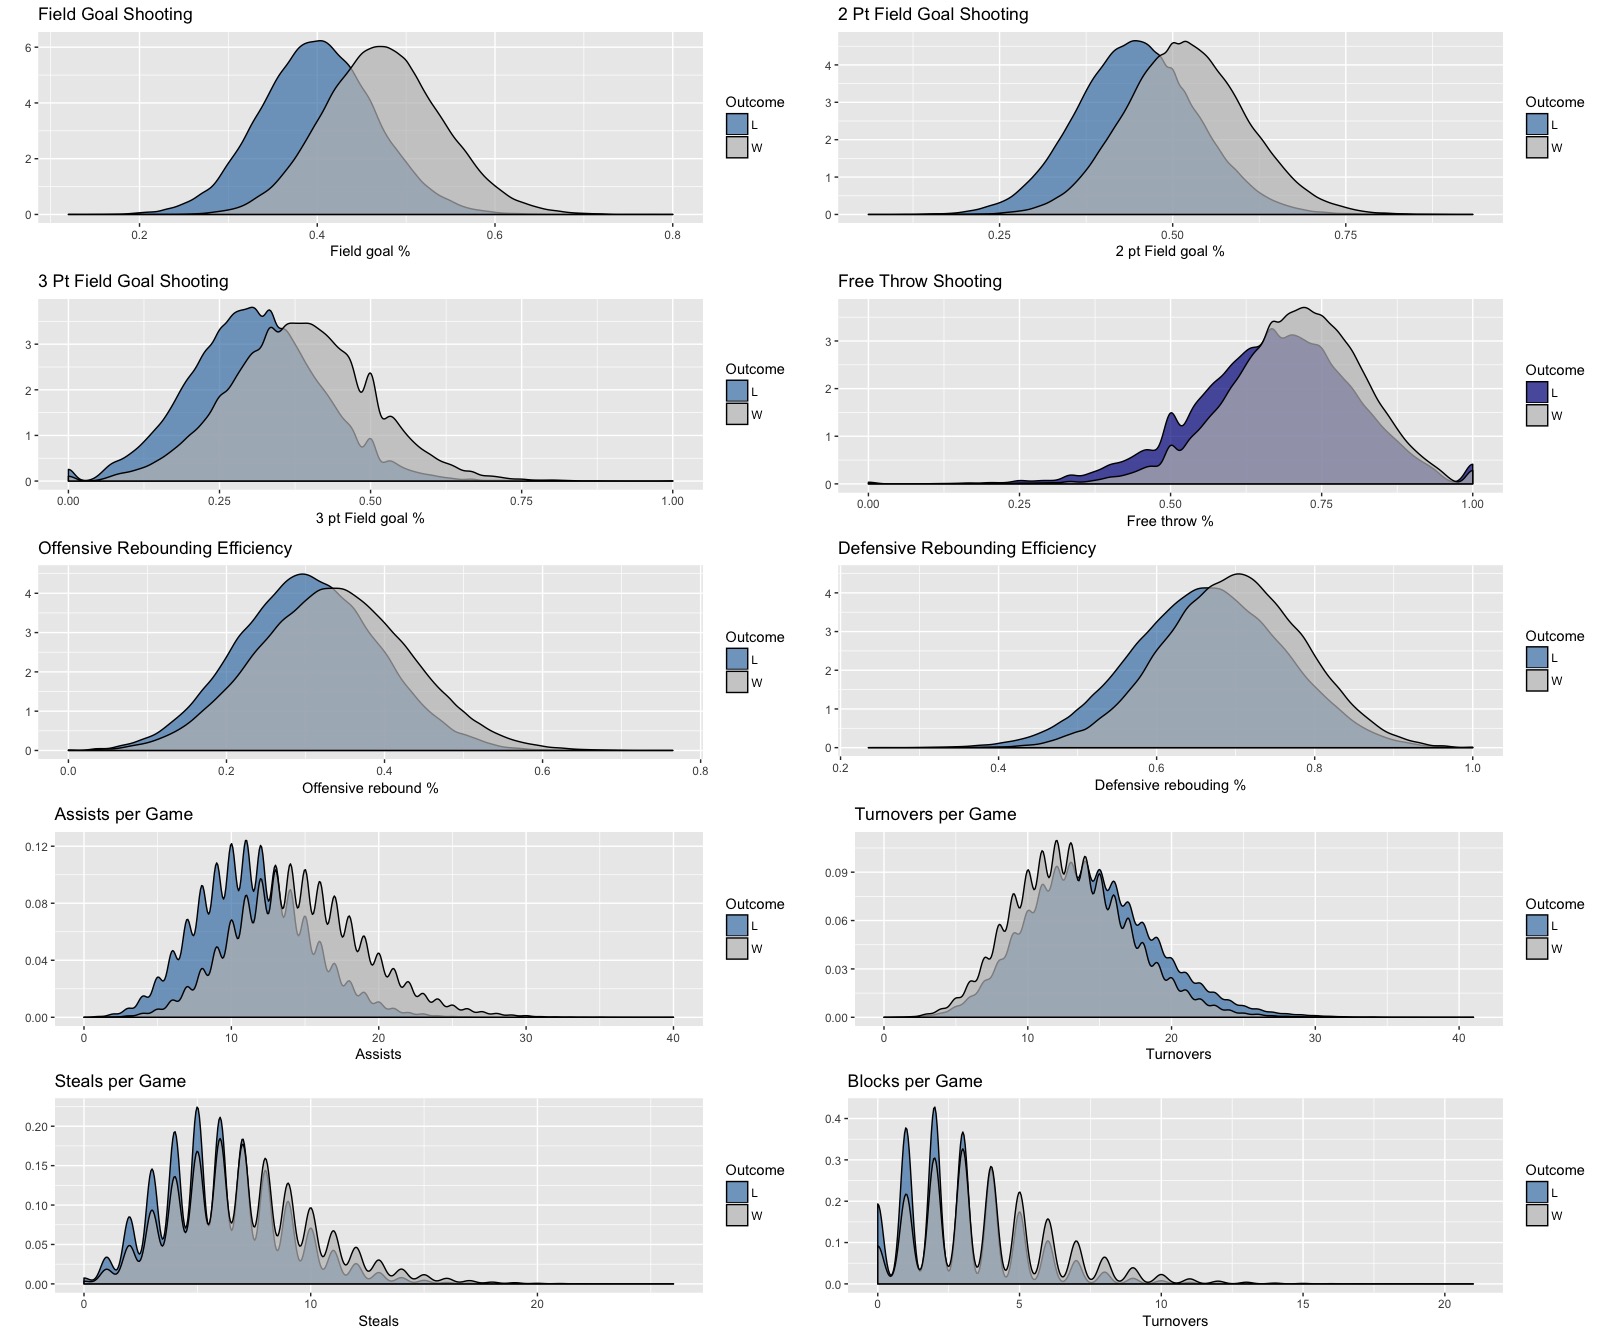 Field Goal Shooting
6
4
2
0
0.2 0.4 0.6 0.8
Field goal %
Outcome
L
W
2 Pt Field Goal Shooting
4
3
2
1
0
0.25 0.50 0.75
2 pt Field goal %
Outcome
L
W
3 Pt Field Goal Shooting
3
2
1
0
0.00 0.25 0.50 0.75 1.00
3 pt Field goal %
Outcome
L
W
Free Throw Shooting
3
2
1
0
0.00 0.25 0.50 0.75 1.00
Free throw %
Outcome
L
W
Offensive Rebounding Efficiency
4
3
2
1
0
0.0 0.2 0.4 0.6 0.8
Offensive rebound %
Outcome
L
W
Defensive Rebounding Efficiency
4
3
2
1
0
0.2 0.4 0.6 0.8 1.0
Defensive rebouding %
Outcome
L
W
Assists per Game
0.12
0.08
0.04
0.00
0 10 20 30 40
Assists
Outcome
L
W
Turnovers per Game
0.09
0.06
0.03
0.00
0 10 20 30 40
Turnovers
Outcome
L
W
Steals per Game
0.20
0.15
0.10
0.05
0.00
0 10 20
Steals
Outcome
L
W
Blocks per Game
0.4
0.3
0.2
0.1
0.0
0 5 10 15 20
Turnovers
Outcome
L
W